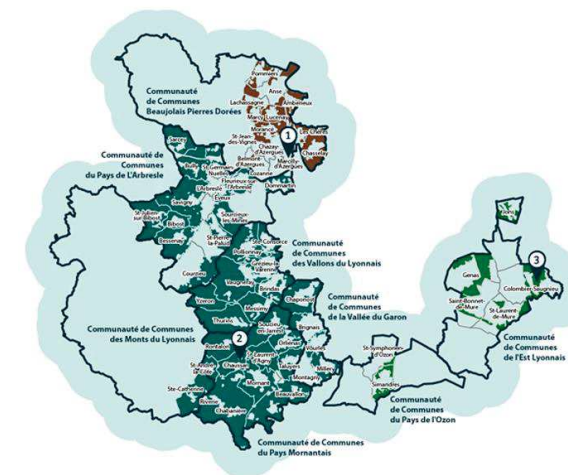 Communauté
de Communes
Beaujolais Pierres Dorées
Pommiers
Anse
Lachassagne
Ambérieux
Marcy
Lucenay
Morancé
1
Les Chères
St-Jean-
des-Vignes
Chazay-
d'Azergues
Chasselay
Belmont-
d'Azergues
Marcilly-
d'Azergues
Lozanne
Communauté de
Communes
du Pays de L'Arbresle
Sarcey
Bully
St-Germain-
Nuelles
Fleurieux-sur-
l'Arbresle
Dommartin
L'Arbresle
Savigny
Eveux
St-Julien-
sur-Bibost
Bibost
Sourcieux-
les-Mines
Bessenay
St-Pierre-
la-Palud
Courzieu
Ste-Consorce
Pollionnay
Grézieu-la-
Varenne
Communauté
de Communes
des Vallons du Lyonnais
Vaugneray
Brindas
Yzeron
Messimy
Thurins
Chaponost
Communauté
de Communes
de la Vallée du Garon
Communauté de Communes
des Monts du Lyonnais
2
Soucieu-
en-Jarrest
Brignais
Rontalon
Orliénas
Vourles
St-Laurent-
d'Agny
St-André-
la-Côte
Chaussan
Taluyers
Millery
Montagny
Mornant
Ste-Catherine
Beauvallon
Riverie
Chabanière
Communauté de Communes
du Pays Mornantais
St-Symphorien-
d'Ozon
Simandres
Communauté
de Communes
du Pays de l'Ozon
Jons
3
Genas
Colombier-Saugnieu
Saint-Bonnet-
de-Mure
St-Laurent-
de-Mure
Communauté
de Communes
de l'Est Lyonnais